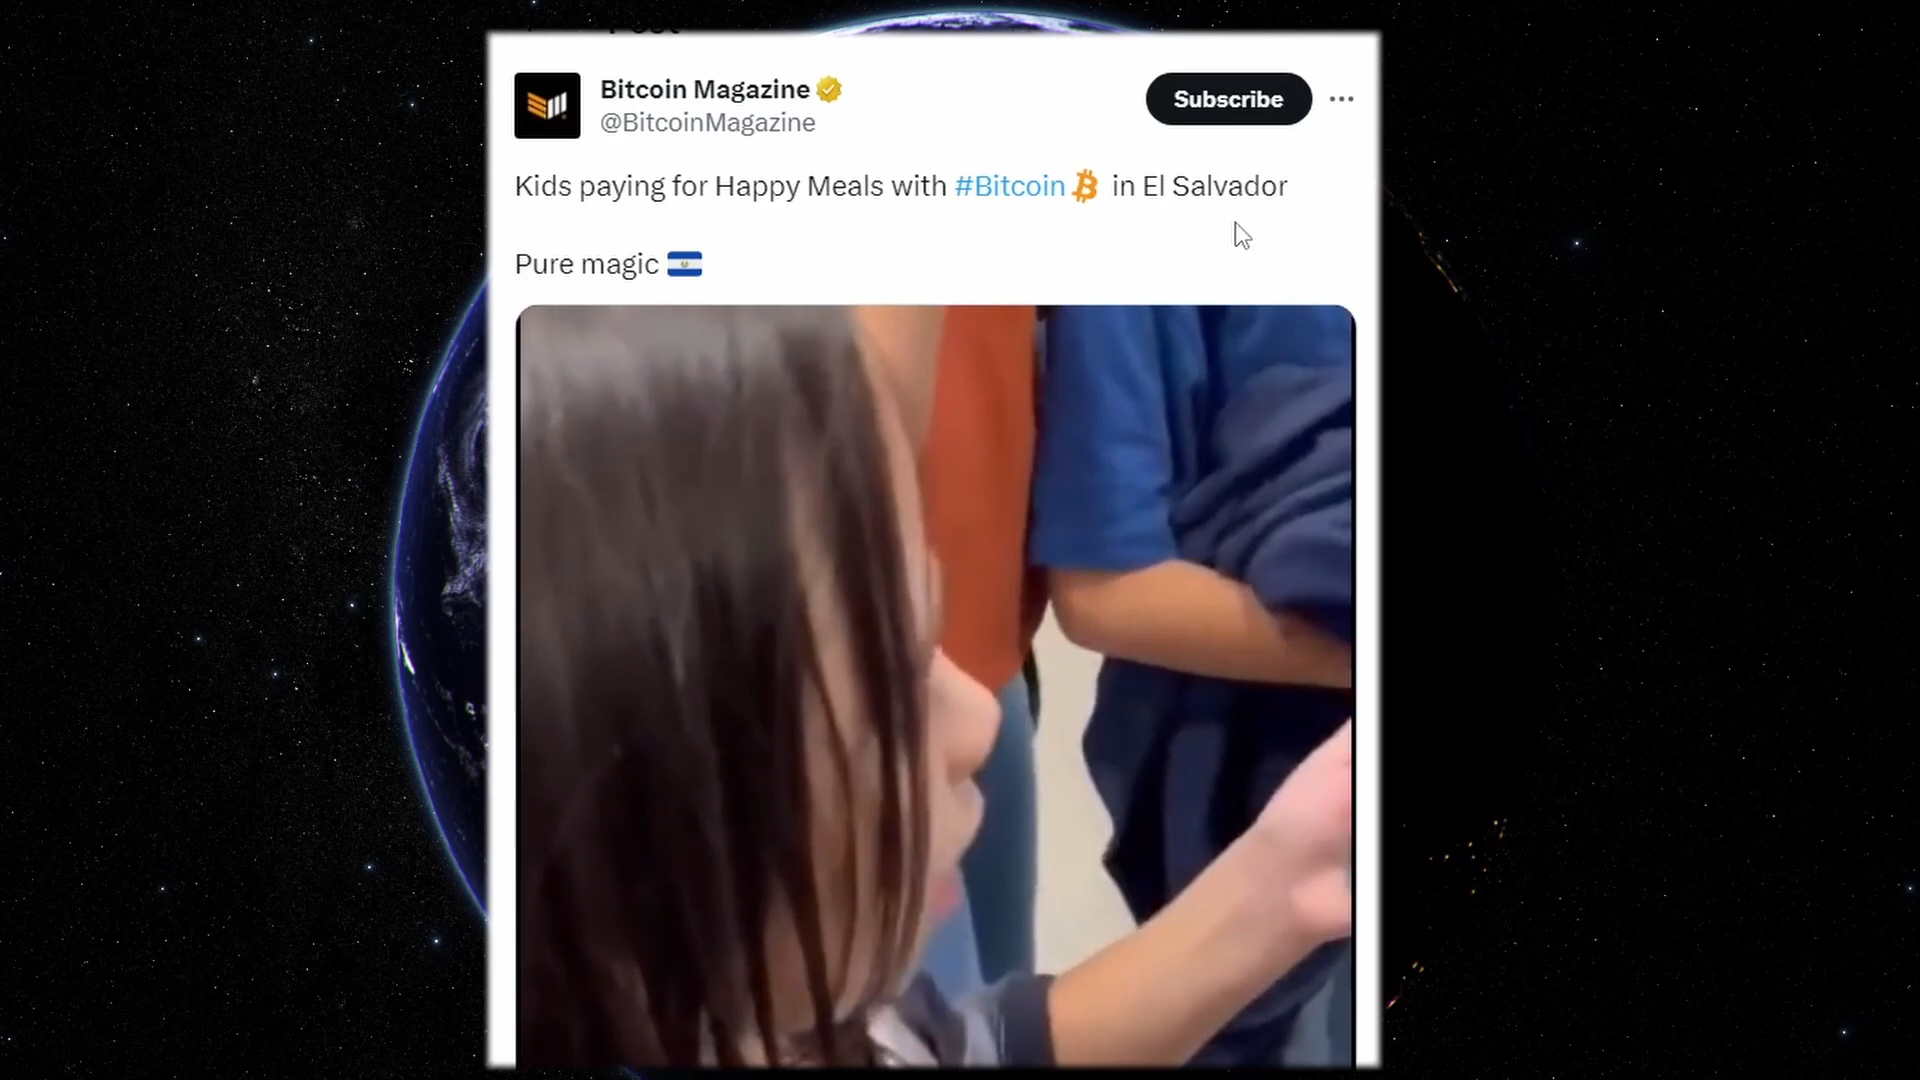 Bitcoin Magazine
@BitcoinMagazine
Subscribe
Kids paying for Happy Meals with #Bitcoin in El Salvador
Pure magic